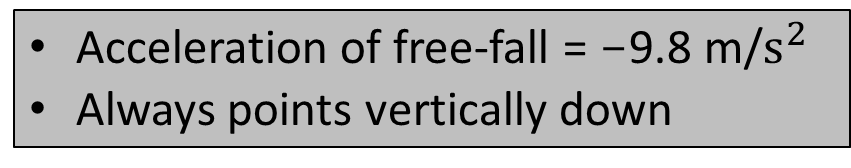 • Acceleration of free-fall = −9.8 m/s²
• Always points vertically down